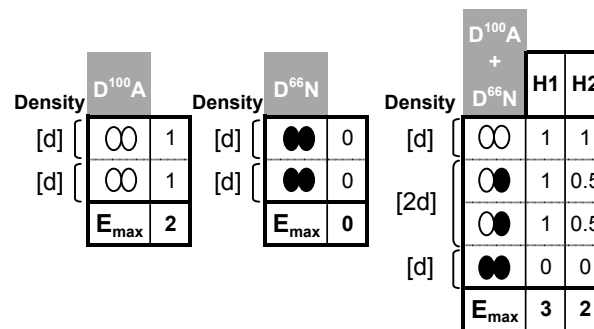 D100A
Density
[d] 1
[d] 1
Emax 2
D66N
Density
[d] 0
[d] 0
Emax 0
D100A
+
D66N
Density H1 H2
[d] 1 1
[2d] 1 0.5
1 0.5
[d] 0 0
Emax 3 2